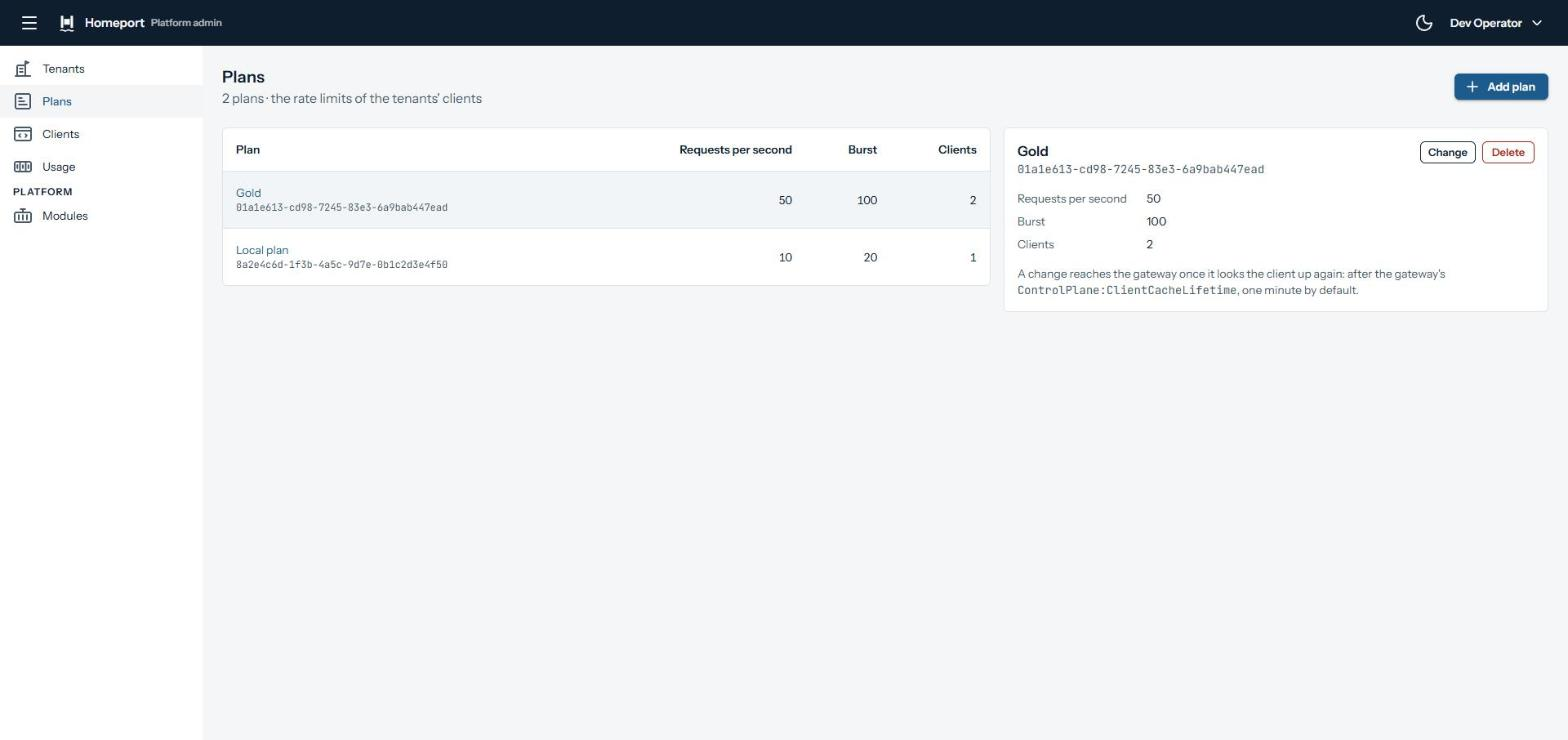 Homeport Platform admin
Dev Operator
Tenants
Plans
Clients
Usage
PLATFORM
Modules
Plans
2 plans · the rate limits of the tenants' clients
Add plan
Plan Requests per second Burst Clients
Gold 50 100 2
01a1e613-cd98-7245-83e3-6a9bab447ead
Local plan 10 20 1
8a2e4c6d-1f3b-4a5c-9d7e-0b1c2d3e4f50
Gold
Change Delete
01a1e613-cd98-7245-83e3-6a9bab447ead
Requests per second 50
Burst 100
Clients 2
A change reaches the gateway once it looks the client up again: after the gateway's
ControlPlane:ClientCacheLifetime, one minute by default.